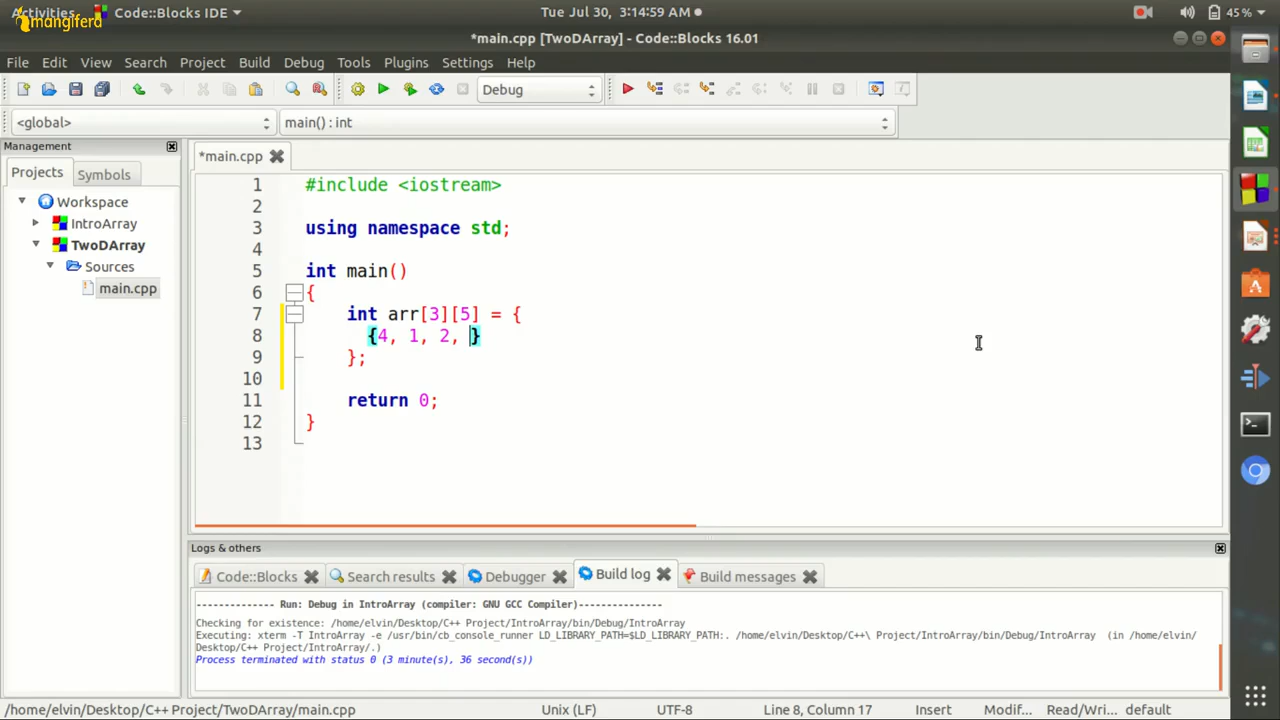 Activities
Code::Blocks IDE
Tue Jul 30, 3:14:59 AM
45%
mangifera
*main.cpp [TwoDArray] - Code::Blocks 16.01
File Edit View Search Project Build Debug Tools Plugins Settings Help
Debug
<global>
main() : int
Management
*main.cpp
Projects Symbols
Workspace
IntroArray
TwoDArray
Sources
main.cpp
1 #include <iostream>
2
3 using namespace std;
4
5 int main()
6 {
7 int arr[3][5] = {
8 {4, 1, 2, }
9 };
10
11 return 0;
12 }
13
Logs & others
Code::Blocks Search results Debugger Build log Build messages
-------------- Run: Debug in IntroArray (compiler: GNU GCC Compiler)---------------
Checking for existence: /home/elvin/Desktop/C++ Project/IntroArray/bin/Debug/IntroArray
Executing: xterm -T IntroArray -e /usr/bin/cb_console_runner LD_LIBRARY_PATH=$LD_LIBRARY_PATH:. /home/elvin/Desktop/C++\ Project/IntroArray/bin/Debug/IntroArray (in /home/elvin/
Desktop/C++ Project/IntroArray/.)
Process terminated with status 0 (3 minute(s), 36 second(s))
/home/elvin/Desktop/C++ Project/TwoDArray/main.cpp Unix (LF) UTF-8 Line 8, Column 17 Insert Modif... Read/Wri... default